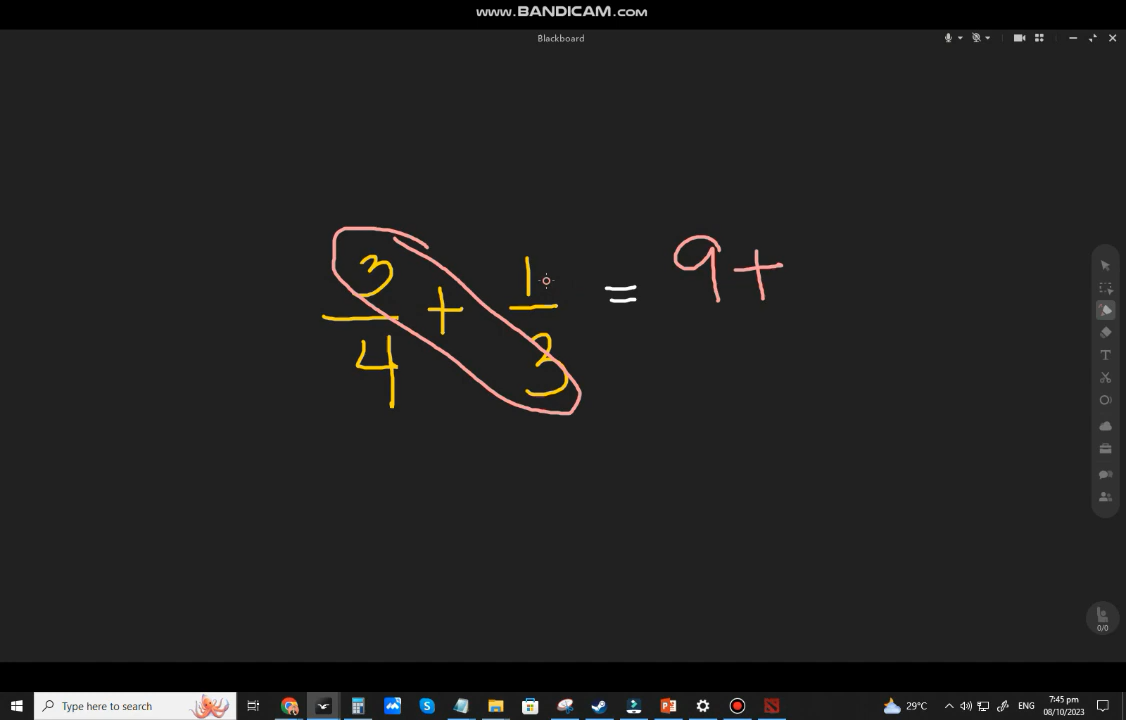 www.BANDICAM.com
Blackboard
3/4 + 1/3 = 9+
0/0
Type here to search
29°C
ENG
7:45 pm
08/10/2023